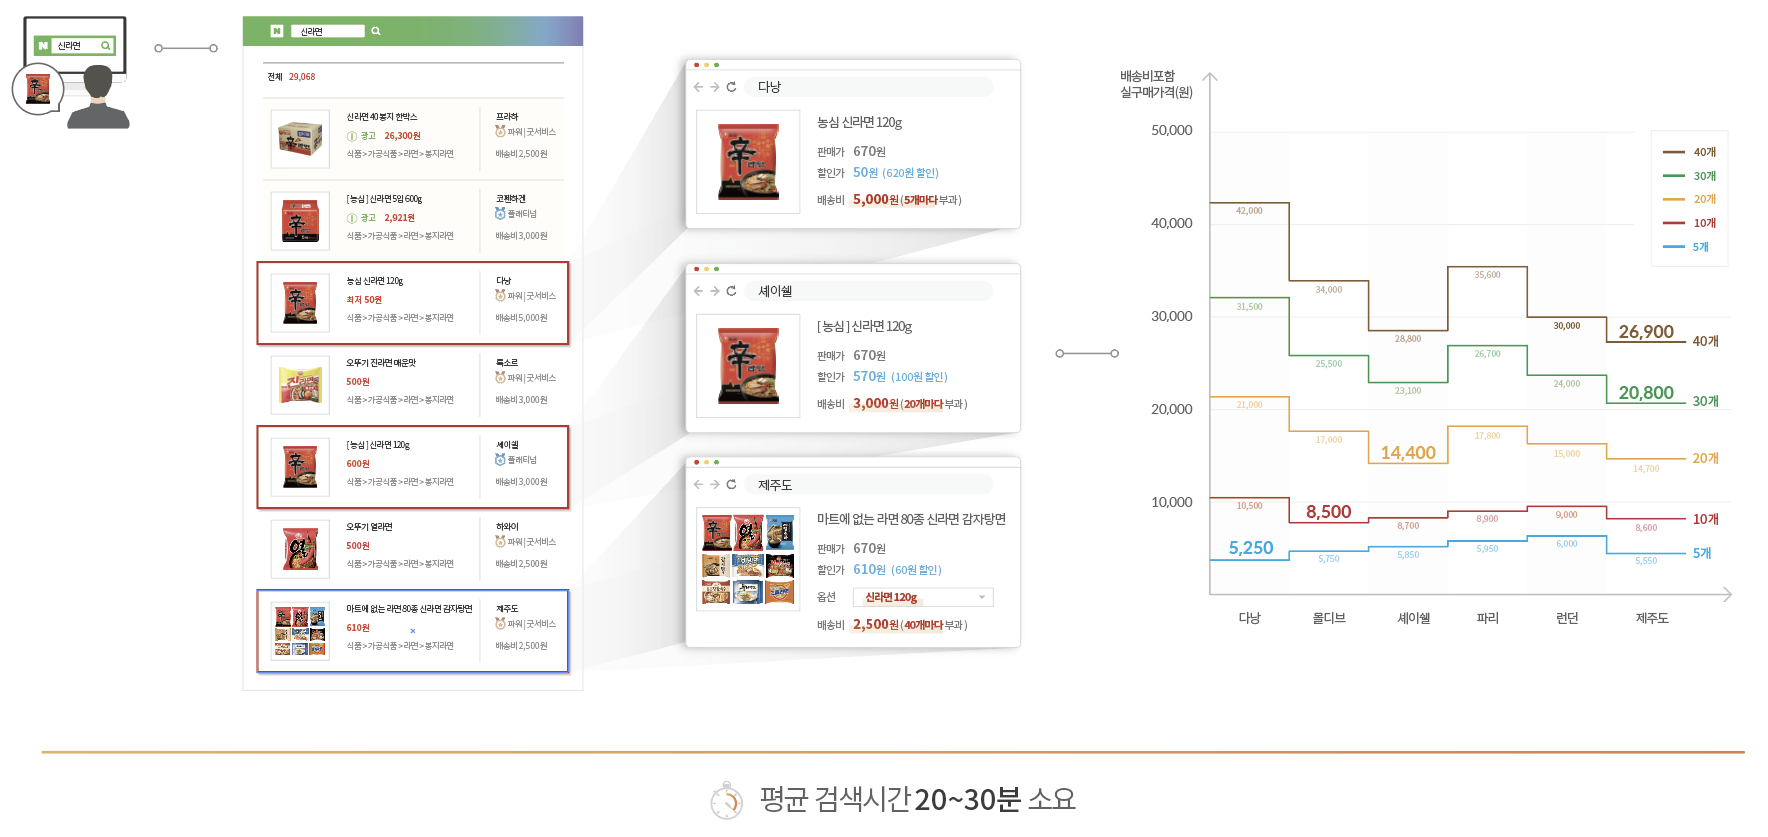 N 신라면
N 신라면
전체 29,068
신라면 40봉지 한박스
광고 26,300원
식품>가공식품>라면>봉지라면
프라하
파워|굿서비스
배송비 2,500원
[농심] 신라면 5입 600g
광고 2,921원
식품>가공식품>라면>봉지라면
코펜하겐
플래티넘
배송비 3,000원
농심 신라면 120g
최저 50원
식품>가공식품>라면>봉지라면
다낭
파워|굿서비스
배송비 5,000원
오뚜기 진라면 매운맛
500원
식품>가공식품>라면>봉지라면
룩소르
파워|굿서비스
배송비 3,000원
[농심] 신라면 120g
600원
식품>가공식품>라면>봉지라면
세이쉘
플래티넘
배송비 3,000원
오뚜기 열라면
500원
식품>가공식품>라면>봉지라면
하와이
파워|굿서비스
배송비 2,500원
마트에 없는 라면 80종 신라면 감자탕면
610원
식품>가공식품>라면>봉지라면
제주도
파워|굿서비스
배송비 2,500원
다낭
농심 신라면 120g
판매가 670원
할인가 50원 (620원 할인)
배송비 5,000원 (5개마다 부과)
세이쉘
[농심] 신라면 120g
판매가 670원
할인가 570원 (100원 할인)
배송비 3,000원 (20개마다 부과)
제주도
마트에 없는 라면 80종 신라면 감자탕면
판매가 670원
할인가 610원 (60원 할인)
옵션 신라면 120g
배송비 2,500원 (40개마다 부과)
배송비포함
실구매가격(원)
50,000
40,000
30,000
20,000
10,000
40개
30개
20개
10개
5개
42,000 34,000 28,800 35,600 30,000 26,900 40개
31,500 25,500 23,100 26,700 24,000 20,800 30개
21,000 17,000 14,400 17,800 15,000 14,700 20개
10,500 8,500 8,700 8,900 9,000 8,600 10개
5,250 5,750 5,850 5,950 6,000 5,550 5개
다낭 몰디브 세이쉘 파리 런던 제주도
평균 검색시간 20~30분 소요